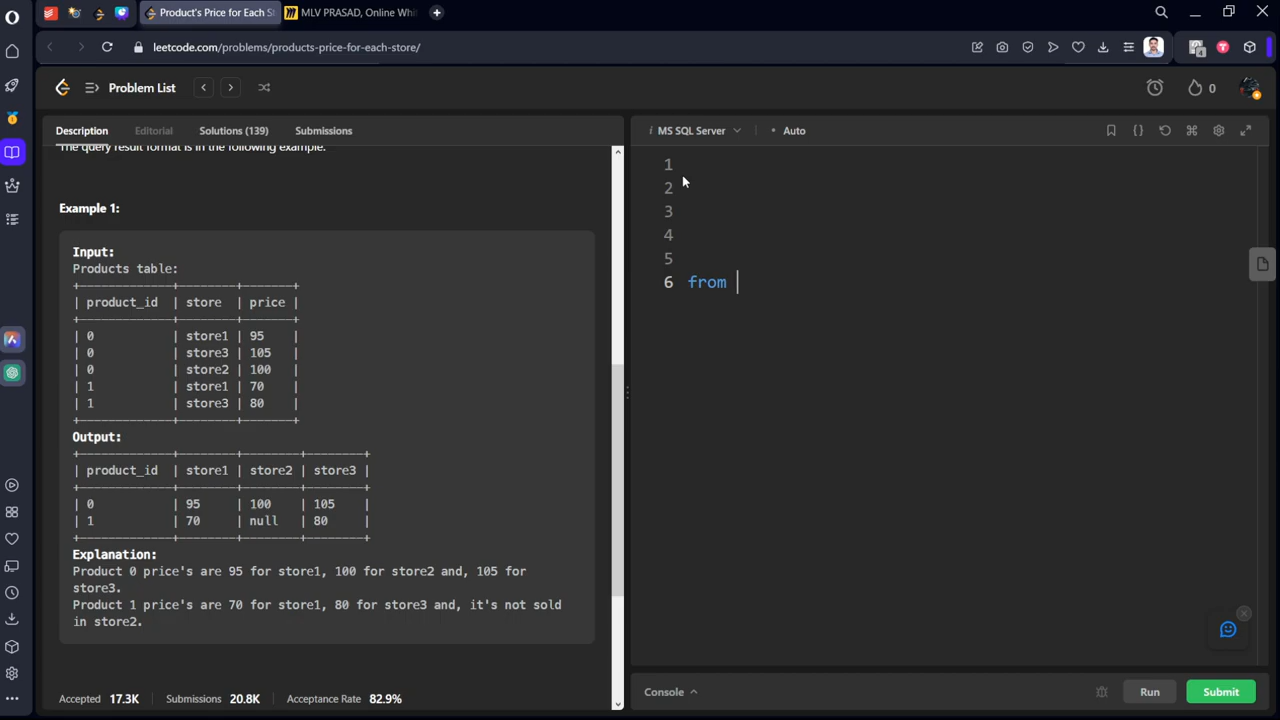 Product's Price for Each St
MLV PRASAD, Online Whi
leetcode.com/problems/products-price-for-each-store/
4
Problem List
0
Description
Editorial
Solutions (139)
Submissions
MS SQL Server
Auto
The query result format is in the following example.
Example 1:
Input:
Products table:
+-------------+--------+-------+
| product_id  | store  | price |
+-------------+--------+-------+
| 0           | store1 | 95    |
| 0           | store3 | 105   |
| 0           | store2 | 100   |
| 1           | store1 | 70    |
| 1           | store3 | 80    |
+-------------+--------+-------+
Output:
+-------------+--------+--------+--------+
| product_id  | store1 | store2 | store3 |
+-------------+--------+--------+--------+
| 0           | 95     | 100    | 105    |
| 1           | 70     | null   | 80     |
+-------------+--------+--------+--------+
Explanation:
Product 0 price's are 95 for store1, 100 for store2 and, 105 for
store3.
Product 1 price's are 70 for store1, 80 for store3 and, it's not sold
in store2.
Accepted 17.3K
Submissions 20.8K
Acceptance Rate 82.9%
1
2
3
4
5
6 from
Console
Run
Submit